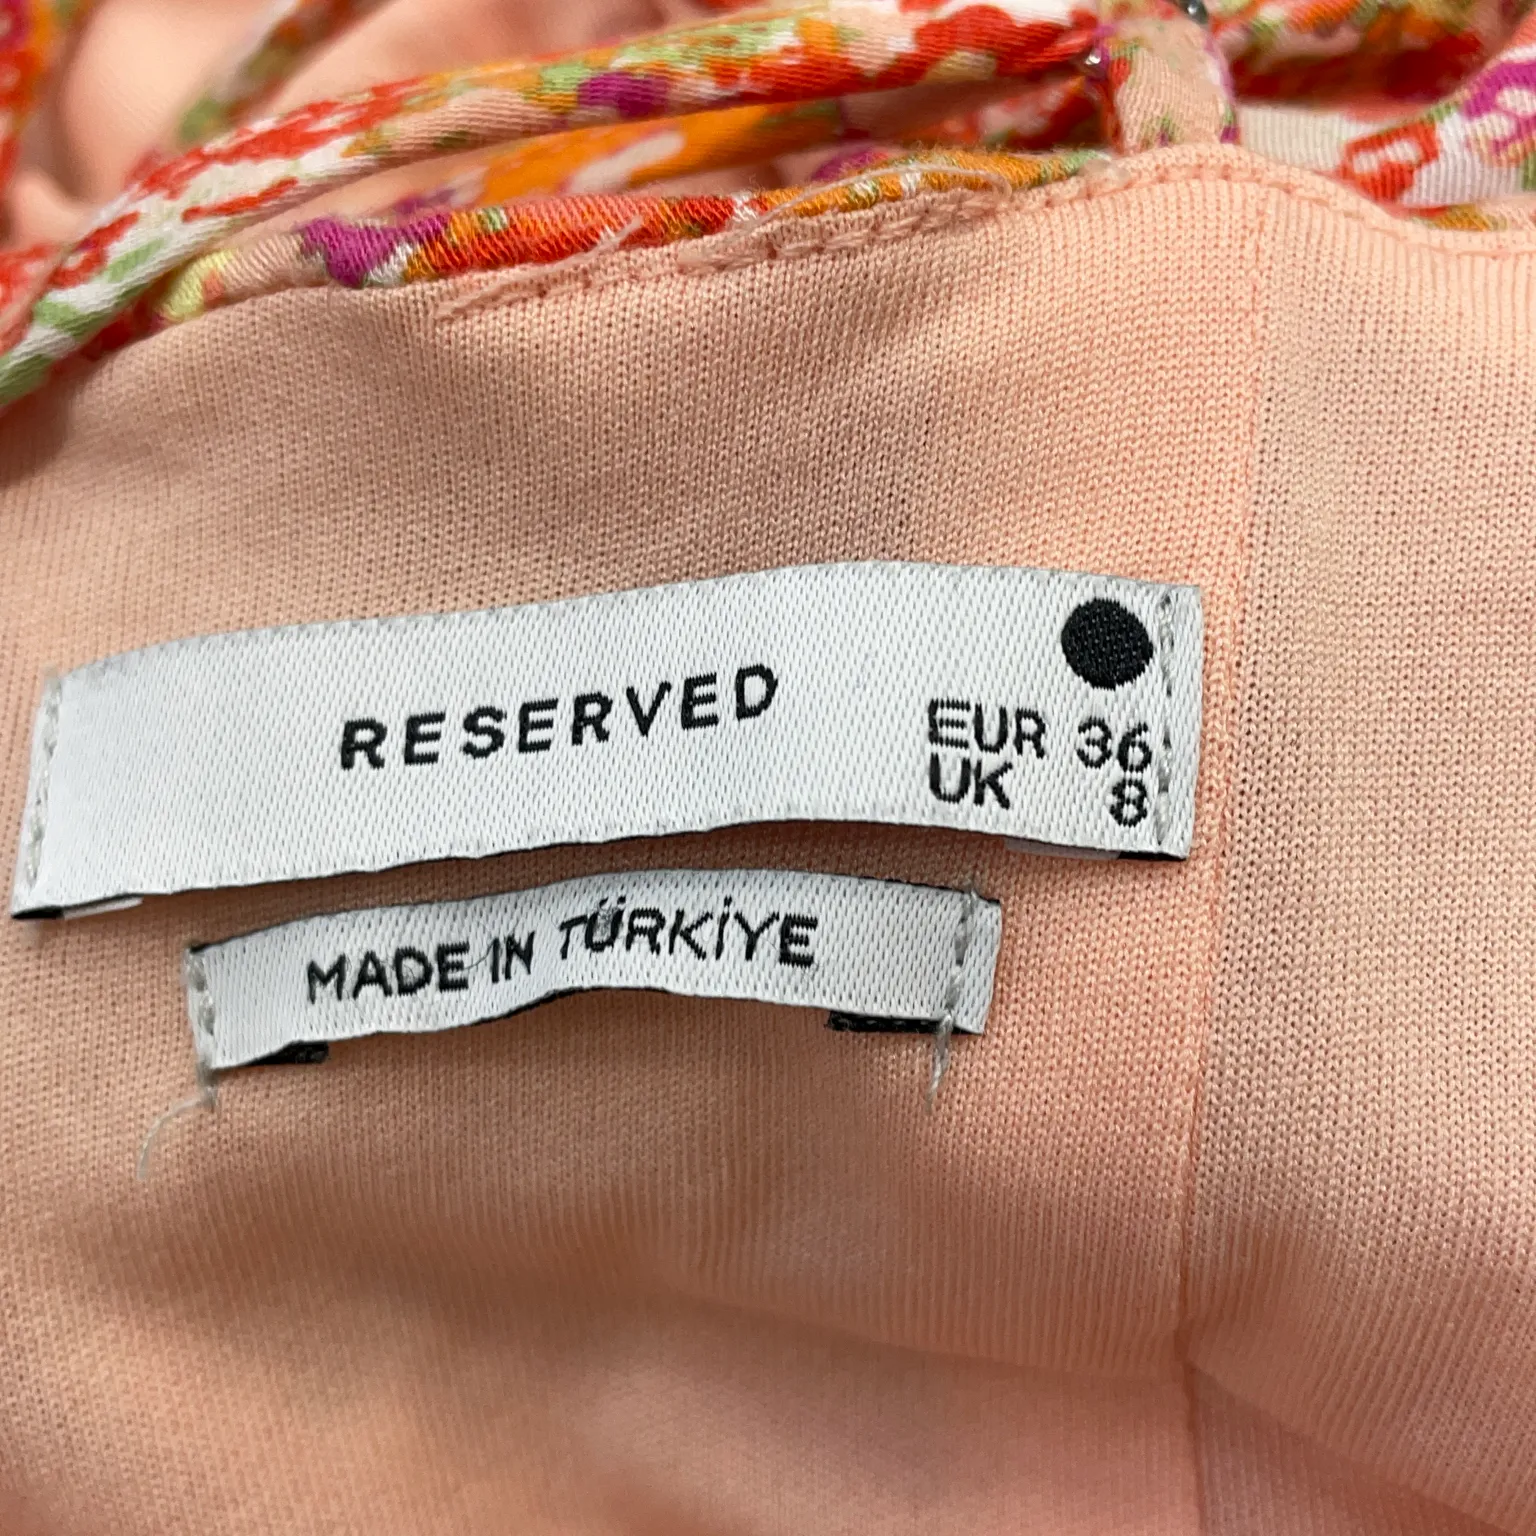 RESERVED
EUR 36
UK 8
MADE IN TÜRKİYE